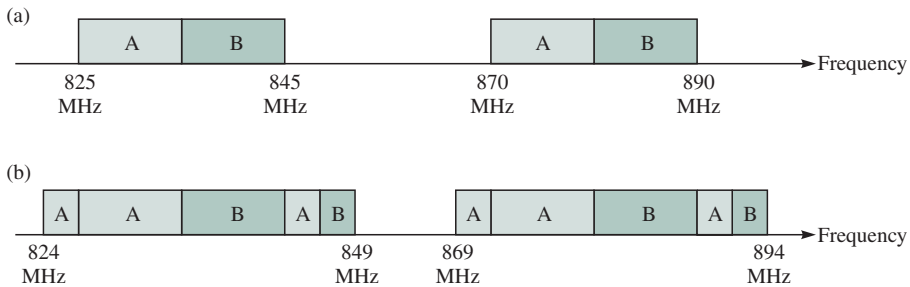 (a)
A B A B
Frequency
825 MHz 845 MHz 870 MHz 890 MHz
(b)
A A B A B A A B A B
Frequency
824 MHz 849 MHz 869 MHz 894 MHz